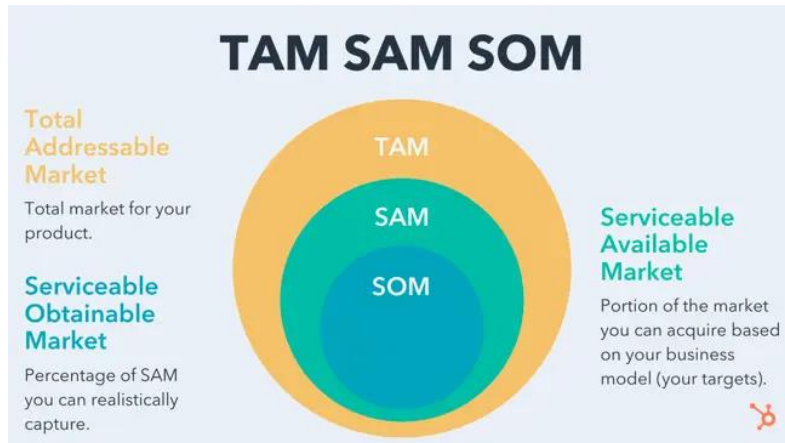 TAM SAM SOM
Total
Addressable
Market
Total market for your
product.
Serviceable
Obtainable
Market
Percentage of SAM
you can realistically
capture.
TAM
SAM
SOM
Serviceable
Available
Market
Portion of the market
you can acquire based
on your business
model (your targets).